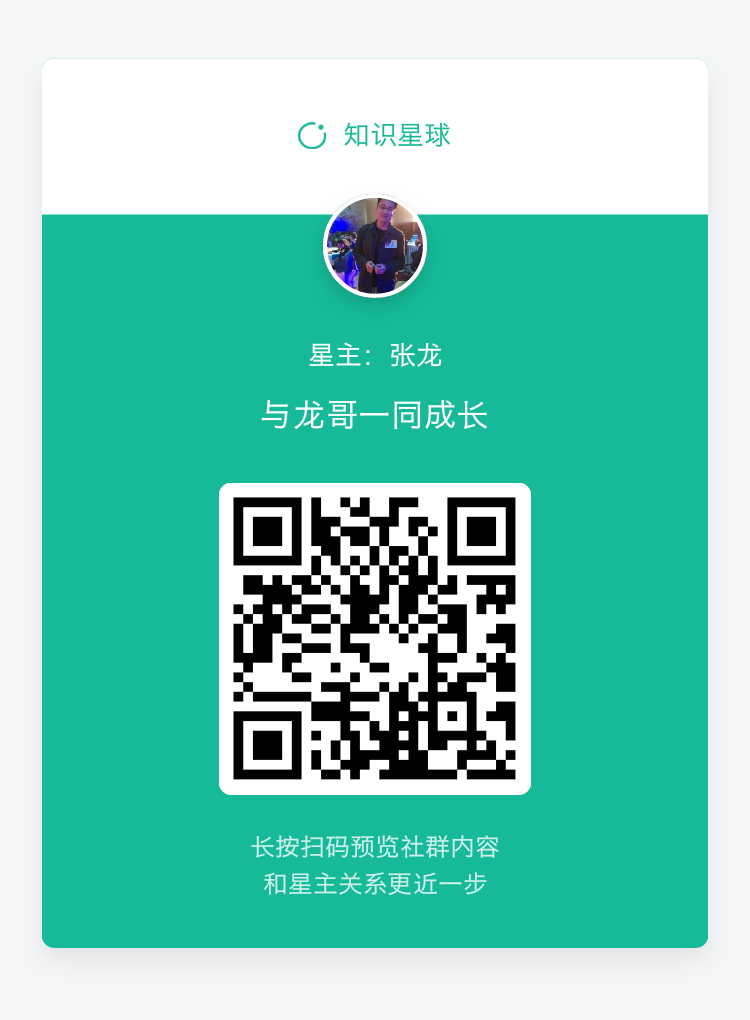 知识星球
星主：张龙
与龙哥一同成长
长按扫码预览社群内容
和星主关系更近一步